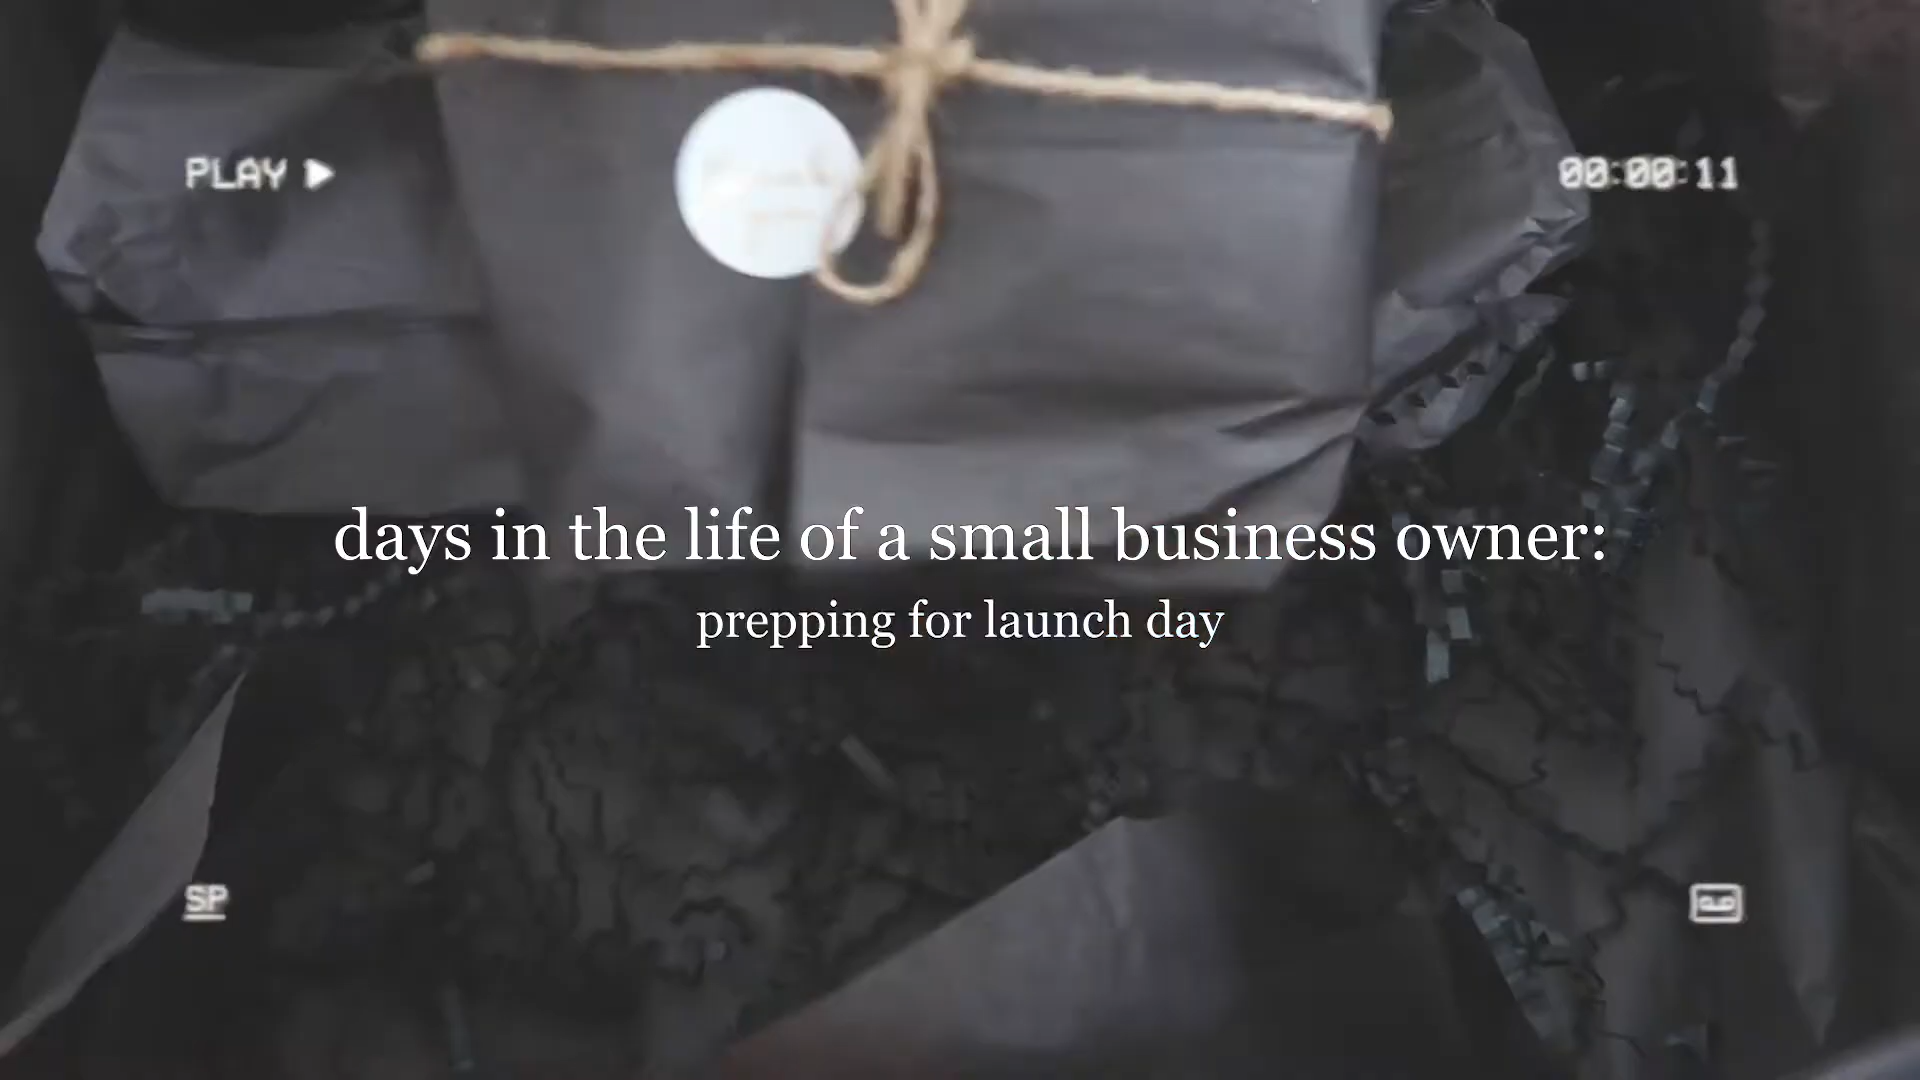 PLAY
00:00:11
days in the life of a small business owner:
prepping for launch day
SP